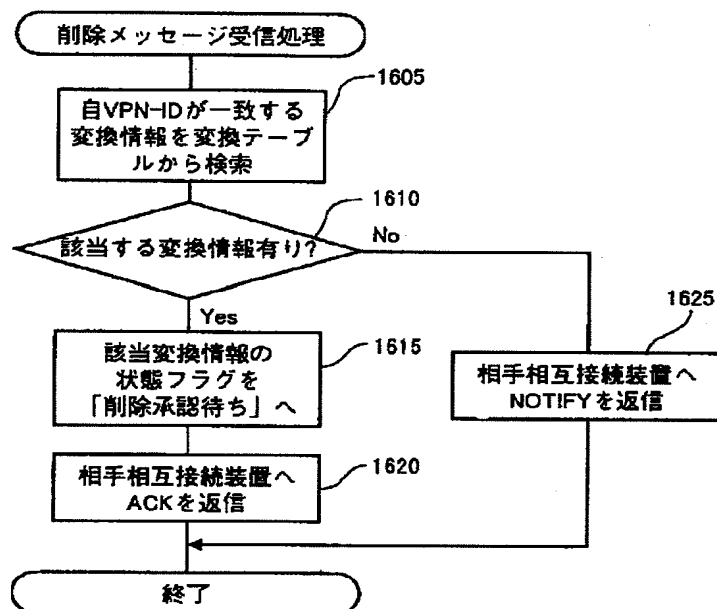 削除メッセージ受信処理
1605
自VPN-IDが一致する
変換情報を変換テーブ
ルから検索
1610
該当する変換情報有り?
No
Yes
1615
該当変換情報の
状態フラグを
「削除承認待ち」へ
1625
相手相互接続装置へ
NOTIFYを返信
1620
相手相互接続装置へ
ACKを返信
終了